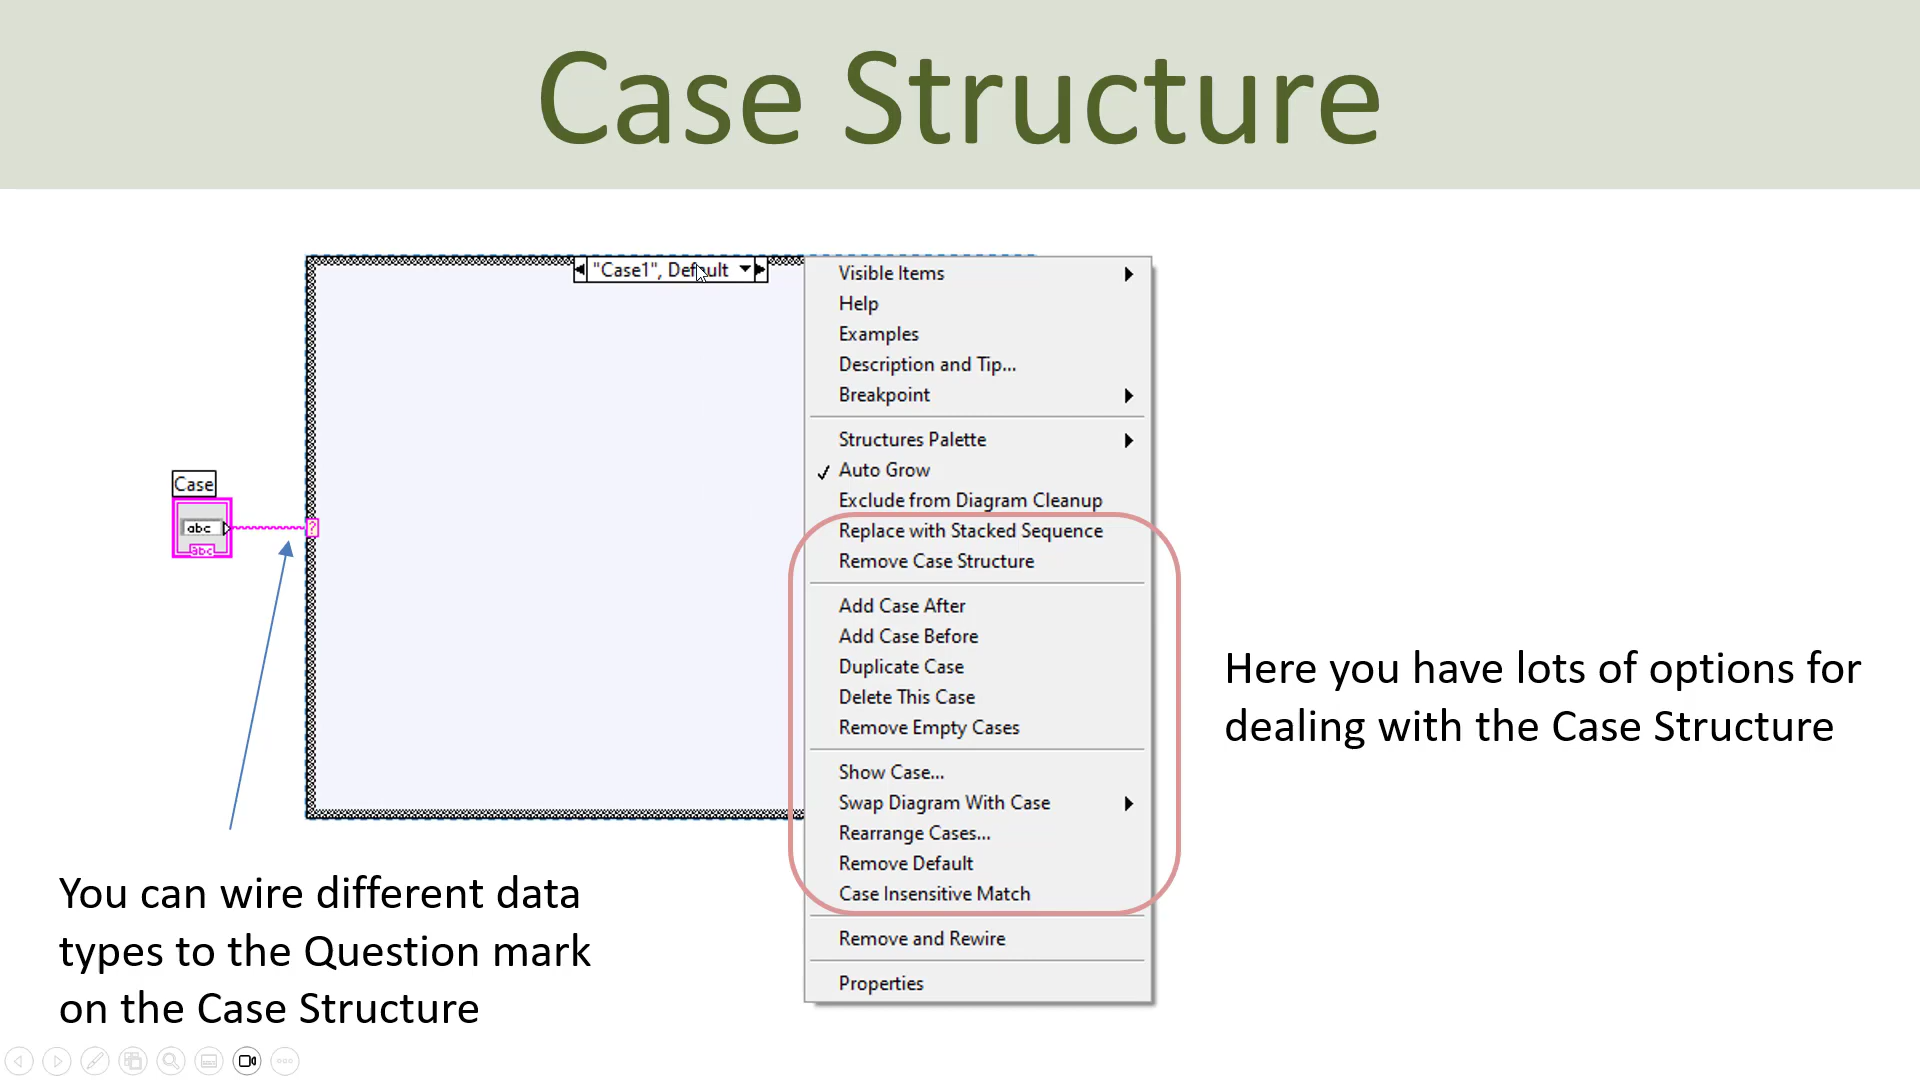 Case Structure
"Case1", Default
Visible Items
Help
Examples
Description and Tip...
Breakpoint
Structures Palette
Auto Grow
Exclude from Diagram Cleanup
Replace with Stacked Sequence
Remove Case Structure
Add Case After
Add Case Before
Duplicate Case
Delete This Case
Remove Empty Cases
Show Case...
Swap Diagram With Case
Rearrange Cases...
Remove Default
Case Insensitive Match
Remove and Rewire
Properties
Case
abc
abc
?
Here you have lots of options for
dealing with the Case Structure
You can wire different data
types to the Question mark
on the Case Structure